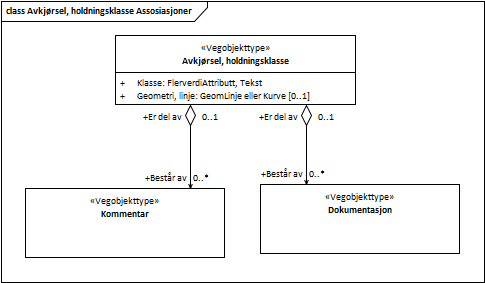 class Avkjørsel, holdningsklasse Assosiasjoner
«Vegobjekttype»
Avkjørsel, holdningsklasse
+ Klasse: FlerverdiAttributt, Tekst
+ Geometri, linje: GeomLinje eller Kurve [0..1]
+Er del av 0..1
+Er del av 0..1
+Består av 0..*
+Består av 0..*
«Vegobjekttype»
Kommentar
«Vegobjekttype»
Dokumentasjon